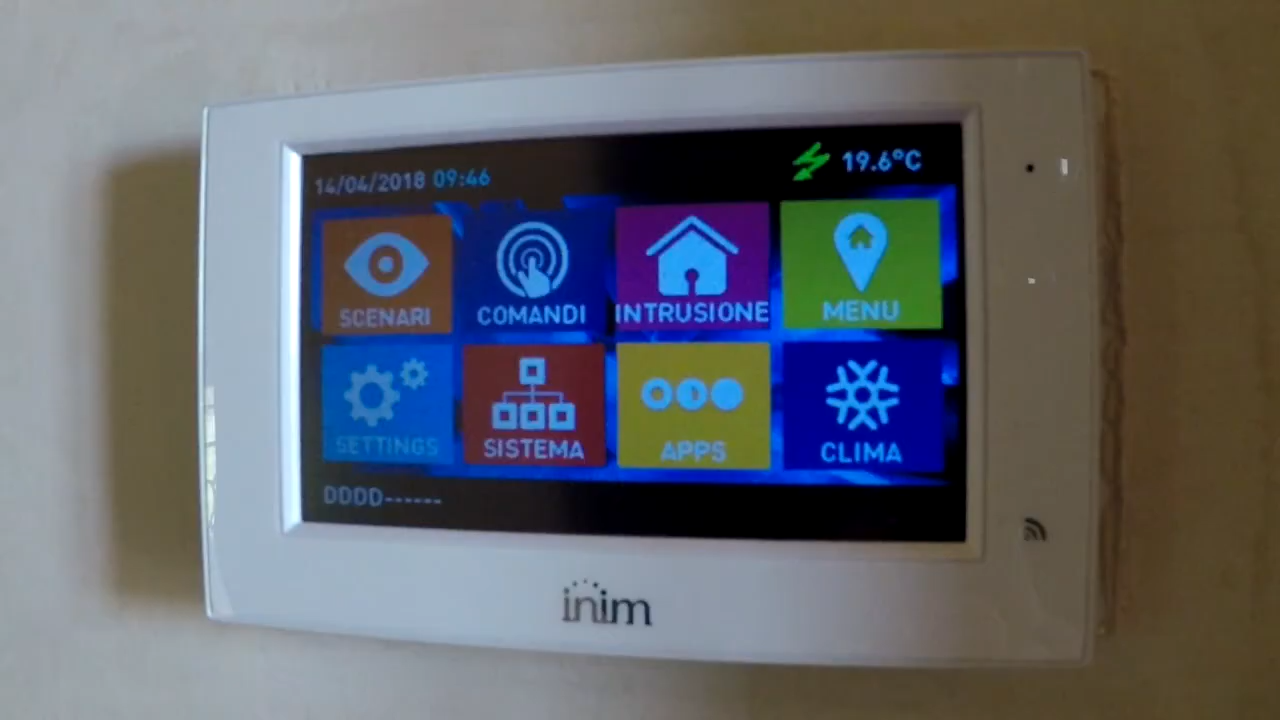 14/04/2018 09:46 19.6°C
SCENARI COMANDI INTRUSIONE MENU
SETTINGS SISTEMA APPS CLIMA
DDDD------
inim